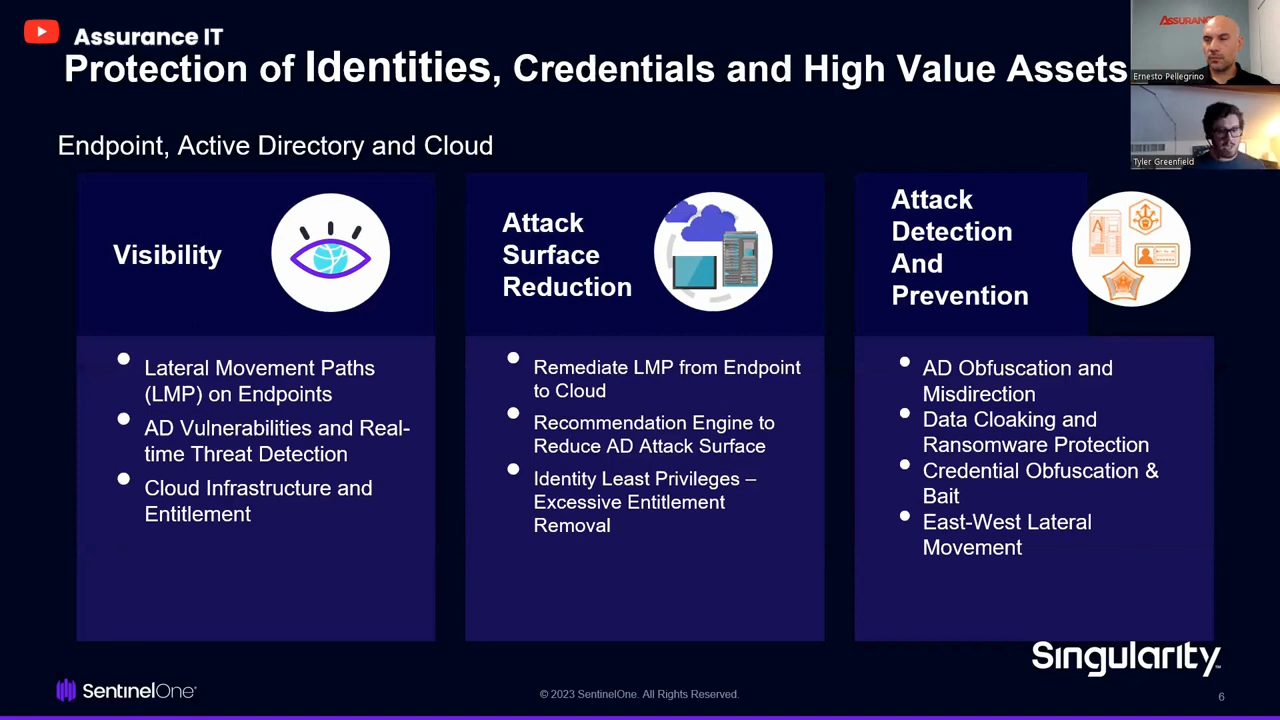 Assurance IT
Protection of Identities, Credentials and High Value Assets
ASSURANC
Ernesto Pellegrino
Tyler Greenfield
Endpoint, Active Directory and Cloud
Visibility
Lateral Movement Paths
(LMP) on Endpoints
AD Vulnerabilities and Real-
time Threat Detection
Cloud Infrastructure and
Entitlement
Attack
Surface
Reduction
Remediate LMP from Endpoint
to Cloud
Recommendation Engine to
Reduce AD Attack Surface
Identity Least Privileges –
Excessive Entitlement
Removal
Attack
Detection
And
Prevention
A
AD Obfuscation and
Misdirection
Data Cloaking and
Ransomware Protection
Credential Obfuscation &
Bait
East-West Lateral
Movement
Singularity™
SentinelOne®
© 2023 SentinelOne. All Rights Reserved.
6